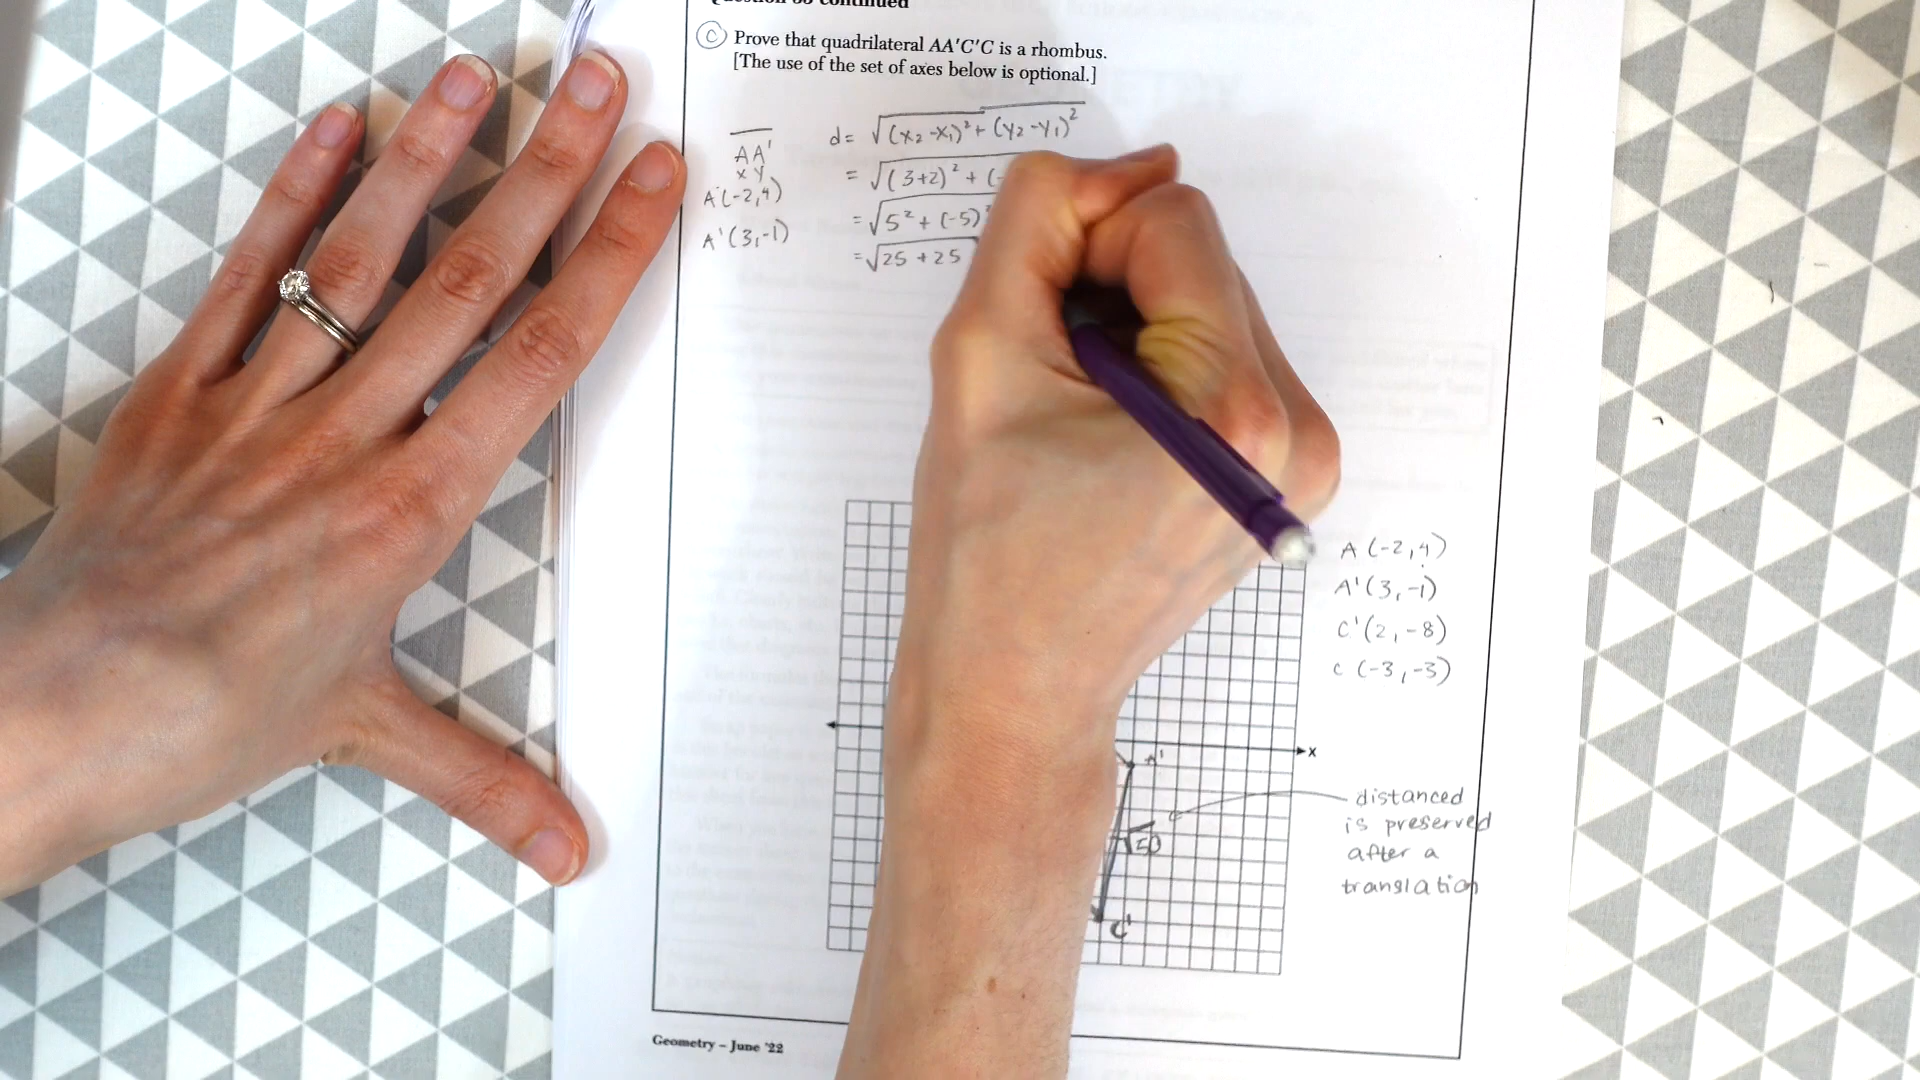 Question 35 continued
C Prove that quadrilateral AA'C'C is a rhombus.
[The use of the set of axes below is optional.]
AA'
x y
A(-2,4)
A'(3,-1)
d= √(x₂-x₁)²+(y₂-y₁)²
= √(3+2)² + (-
= √5² + (-5)²
= √25 + 25
A (-2,4)
A'(3,-1)
C'(2,-8)
C (-3,-3)
x
A'
√50
C'
distanced
is preserved
after a
translation
Geometry – June '22